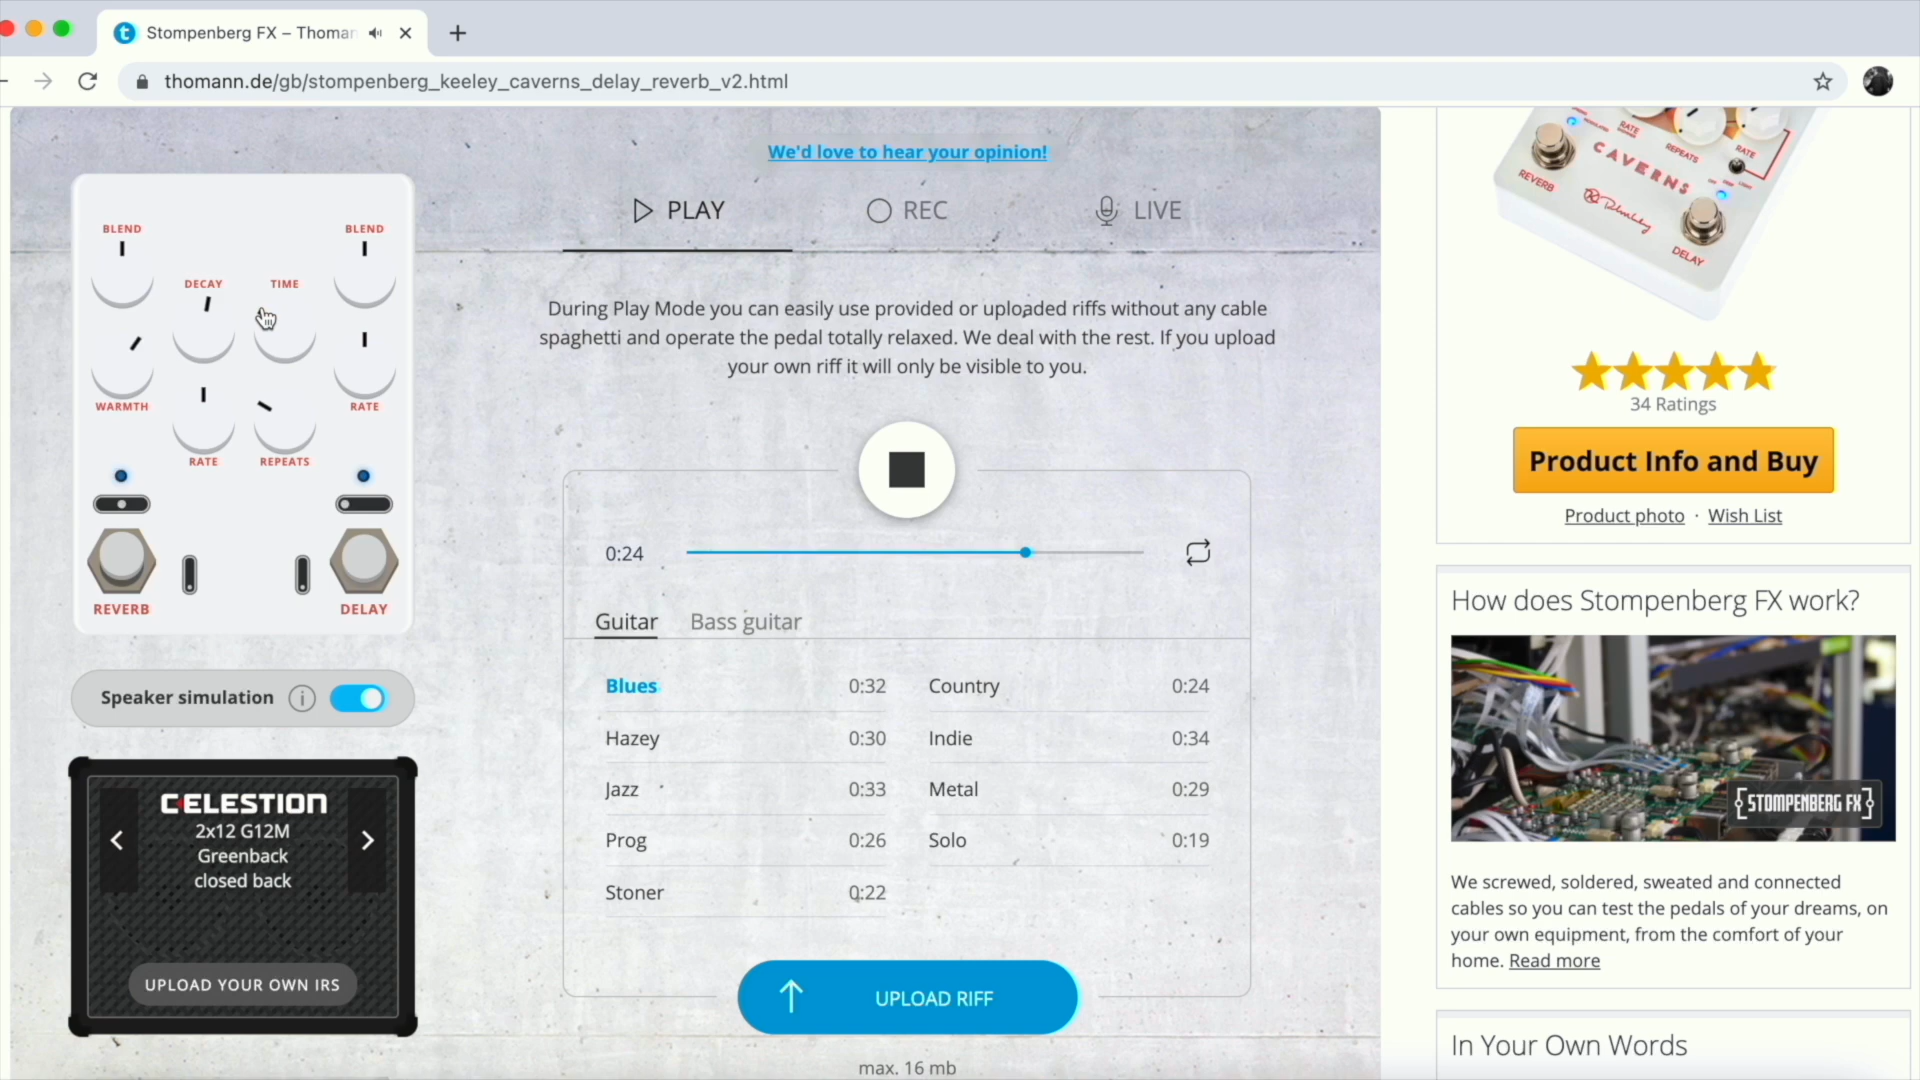 Stompenberg FX – Thoman
thomann.de/gb/stompenberg_keeley_caverns_delay_reverb_v2.html
We'd love to hear your opinion!
PLAY
REC
LIVE
During Play Mode you can easily use provided or uploaded riffs without any cable
spaghetti and operate the pedal totally relaxed. We deal with the rest. If you upload
your own riff it will only be visible to you.
BLEND
BLEND
DECAY
TIME
WARMTH
RATE
RATE
REPEATS
REVERB
DELAY
Speaker simulation
CELESTION
2x12 G12M
Greenback
closed back
UPLOAD YOUR OWN IRS
0:24
Guitar
Bass guitar
Blues 0:32
Country 0:24
Hazey 0:30
Indie 0:34
Jazz 0:33
Metal 0:29
Prog 0:26
Solo 0:19
Stoner 0:22
UPLOAD RIFF
max. 16 mb
RATE
REPEATS
RATE
CAVERNS
REVERB
DELAY
34 Ratings
Product Info and Buy
Product photo · Wish List
How does Stompenberg FX work?
STOMPENBERG FX
We screwed, soldered, sweated and connected
cables so you can test the pedals of your dreams, on
your own equipment, from the comfort of your
home. Read more
In Your Own Words